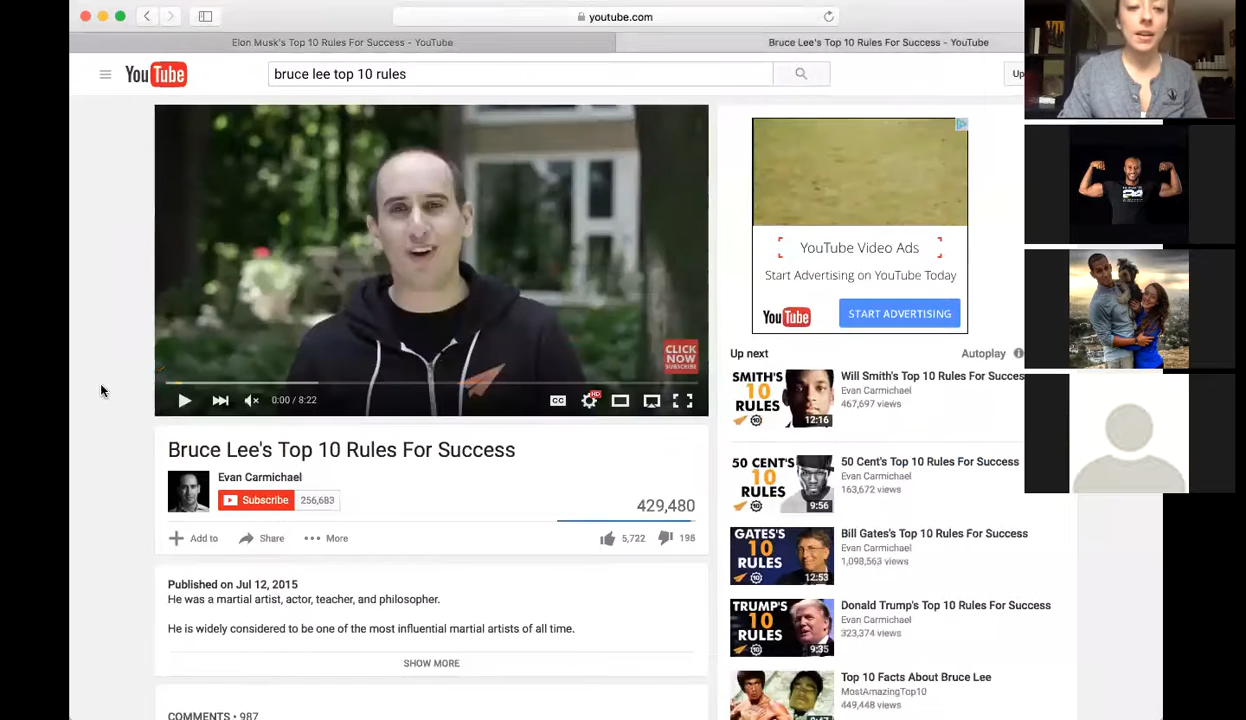 youtube.com
Elon Musk's Top 10 Rules For Success - YouTube
Bruce Lee's Top 10 Rules For Success - YouTube
YouTube
bruce lee top 10 rules
Up
CLICK
NOW
SUBSCRIBE
CC
HD
0:00 / 8:22
YouTube Video Ads
Start Advertising on YouTube Today
YouTube
START ADVERTISING
Up next
Autoplay
SMITH'S
10
RULES
12:16
Will Smith's Top 10 Rules For Success
Evan Carmichael
467,697 views
50 CENT'S
10
RULES
9:56
50 Cent's Top 10 Rules For Success
Evan Carmichael
163,672 views
GATES'S
10
RULES
12:53
Bill Gates's Top 10 Rules For Success
Evan Carmichael
1,098,563 views
TRUMP'S
10
RULES
9:35
Donald Trump's Top 10 Rules For Success
Evan Carmichael
323,374 views
Top 10 Facts About Bruce Lee
MostAmazingTop10
449,448 views
Bruce Lee's Top 10 Rules For Success
Evan Carmichael
Subscribe 256,683
429,480
Add to Share More
5,722 198
Published on Jul 12, 2015
He was a martial artist, actor, teacher, and philosopher.
He is widely considered to be one of the most influential martial artists of all time.
SHOW MORE
COMMENTS • 987